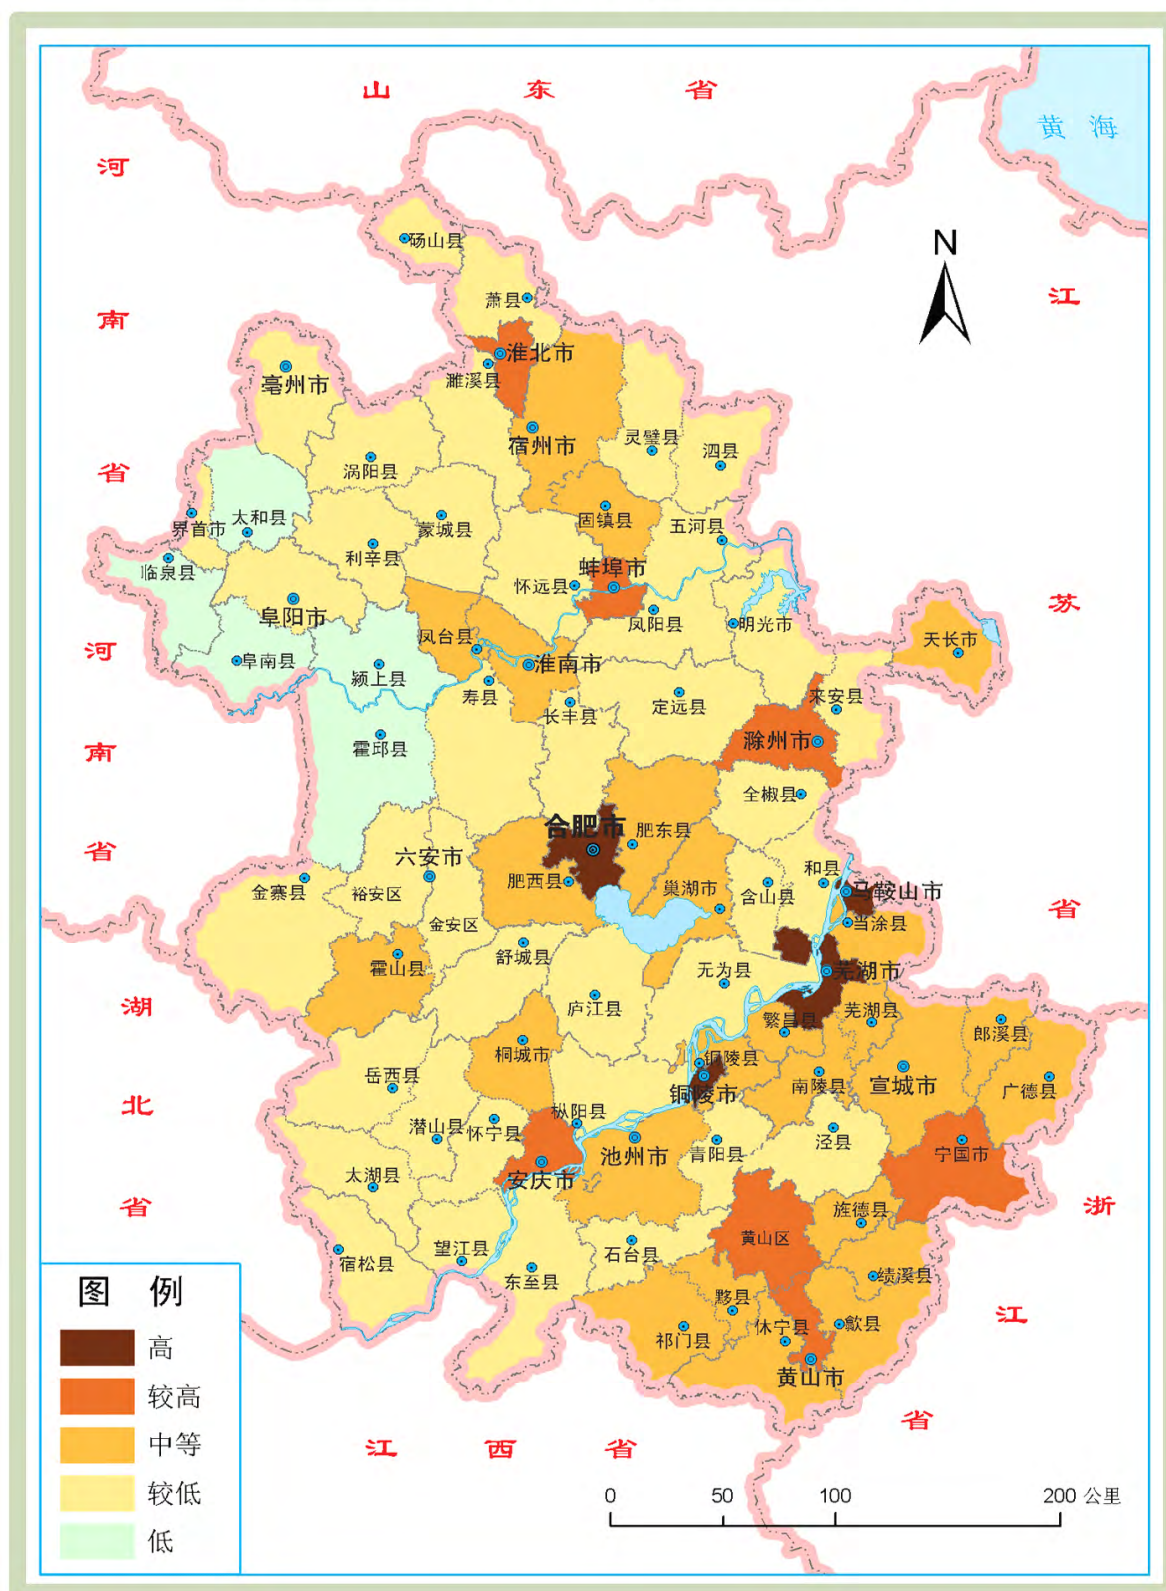 山东省
黄海
河南省
江苏省
N
砀山县
萧县
淮北市
濉溪县
亳州市
宿州市
灵璧县
泗县
涡阳县
界首市
太和县
蒙城县
固镇县
五河县
利辛县
临泉县
怀远县
蚌埠市
阜阳市
凤阳县
明光市
凤台县
天长市
河南省
阜南县
颍上县
淮南市
寿县
长丰县
定远县
来安县
霍邱县
滁州市
全椒县
合肥市
肥东县
六安市
肥西县
巢湖市
和县
金寨县
裕安区
含山县
马鞍山市
金安区
当涂县
舒城县
霍山县
无为县
芜湖市
湖北省
庐江县
繁昌县
芜湖县
郎溪县
桐城市
铜陵县
岳西县
铜陵市
南陵县
宣城市
广德县
枞阳县
潜山县
怀宁县
池州市
青阳县
泾县
宁国市
太湖县
安庆市
浙江省
旌德县
黄山区
望江县
石台县
宿松县
东至县
绩溪县
黟县
休宁县
歙县
祁门县
黄山市
江西省
图 例
高
较高
中等
较低
低
0 50 100 200 公里